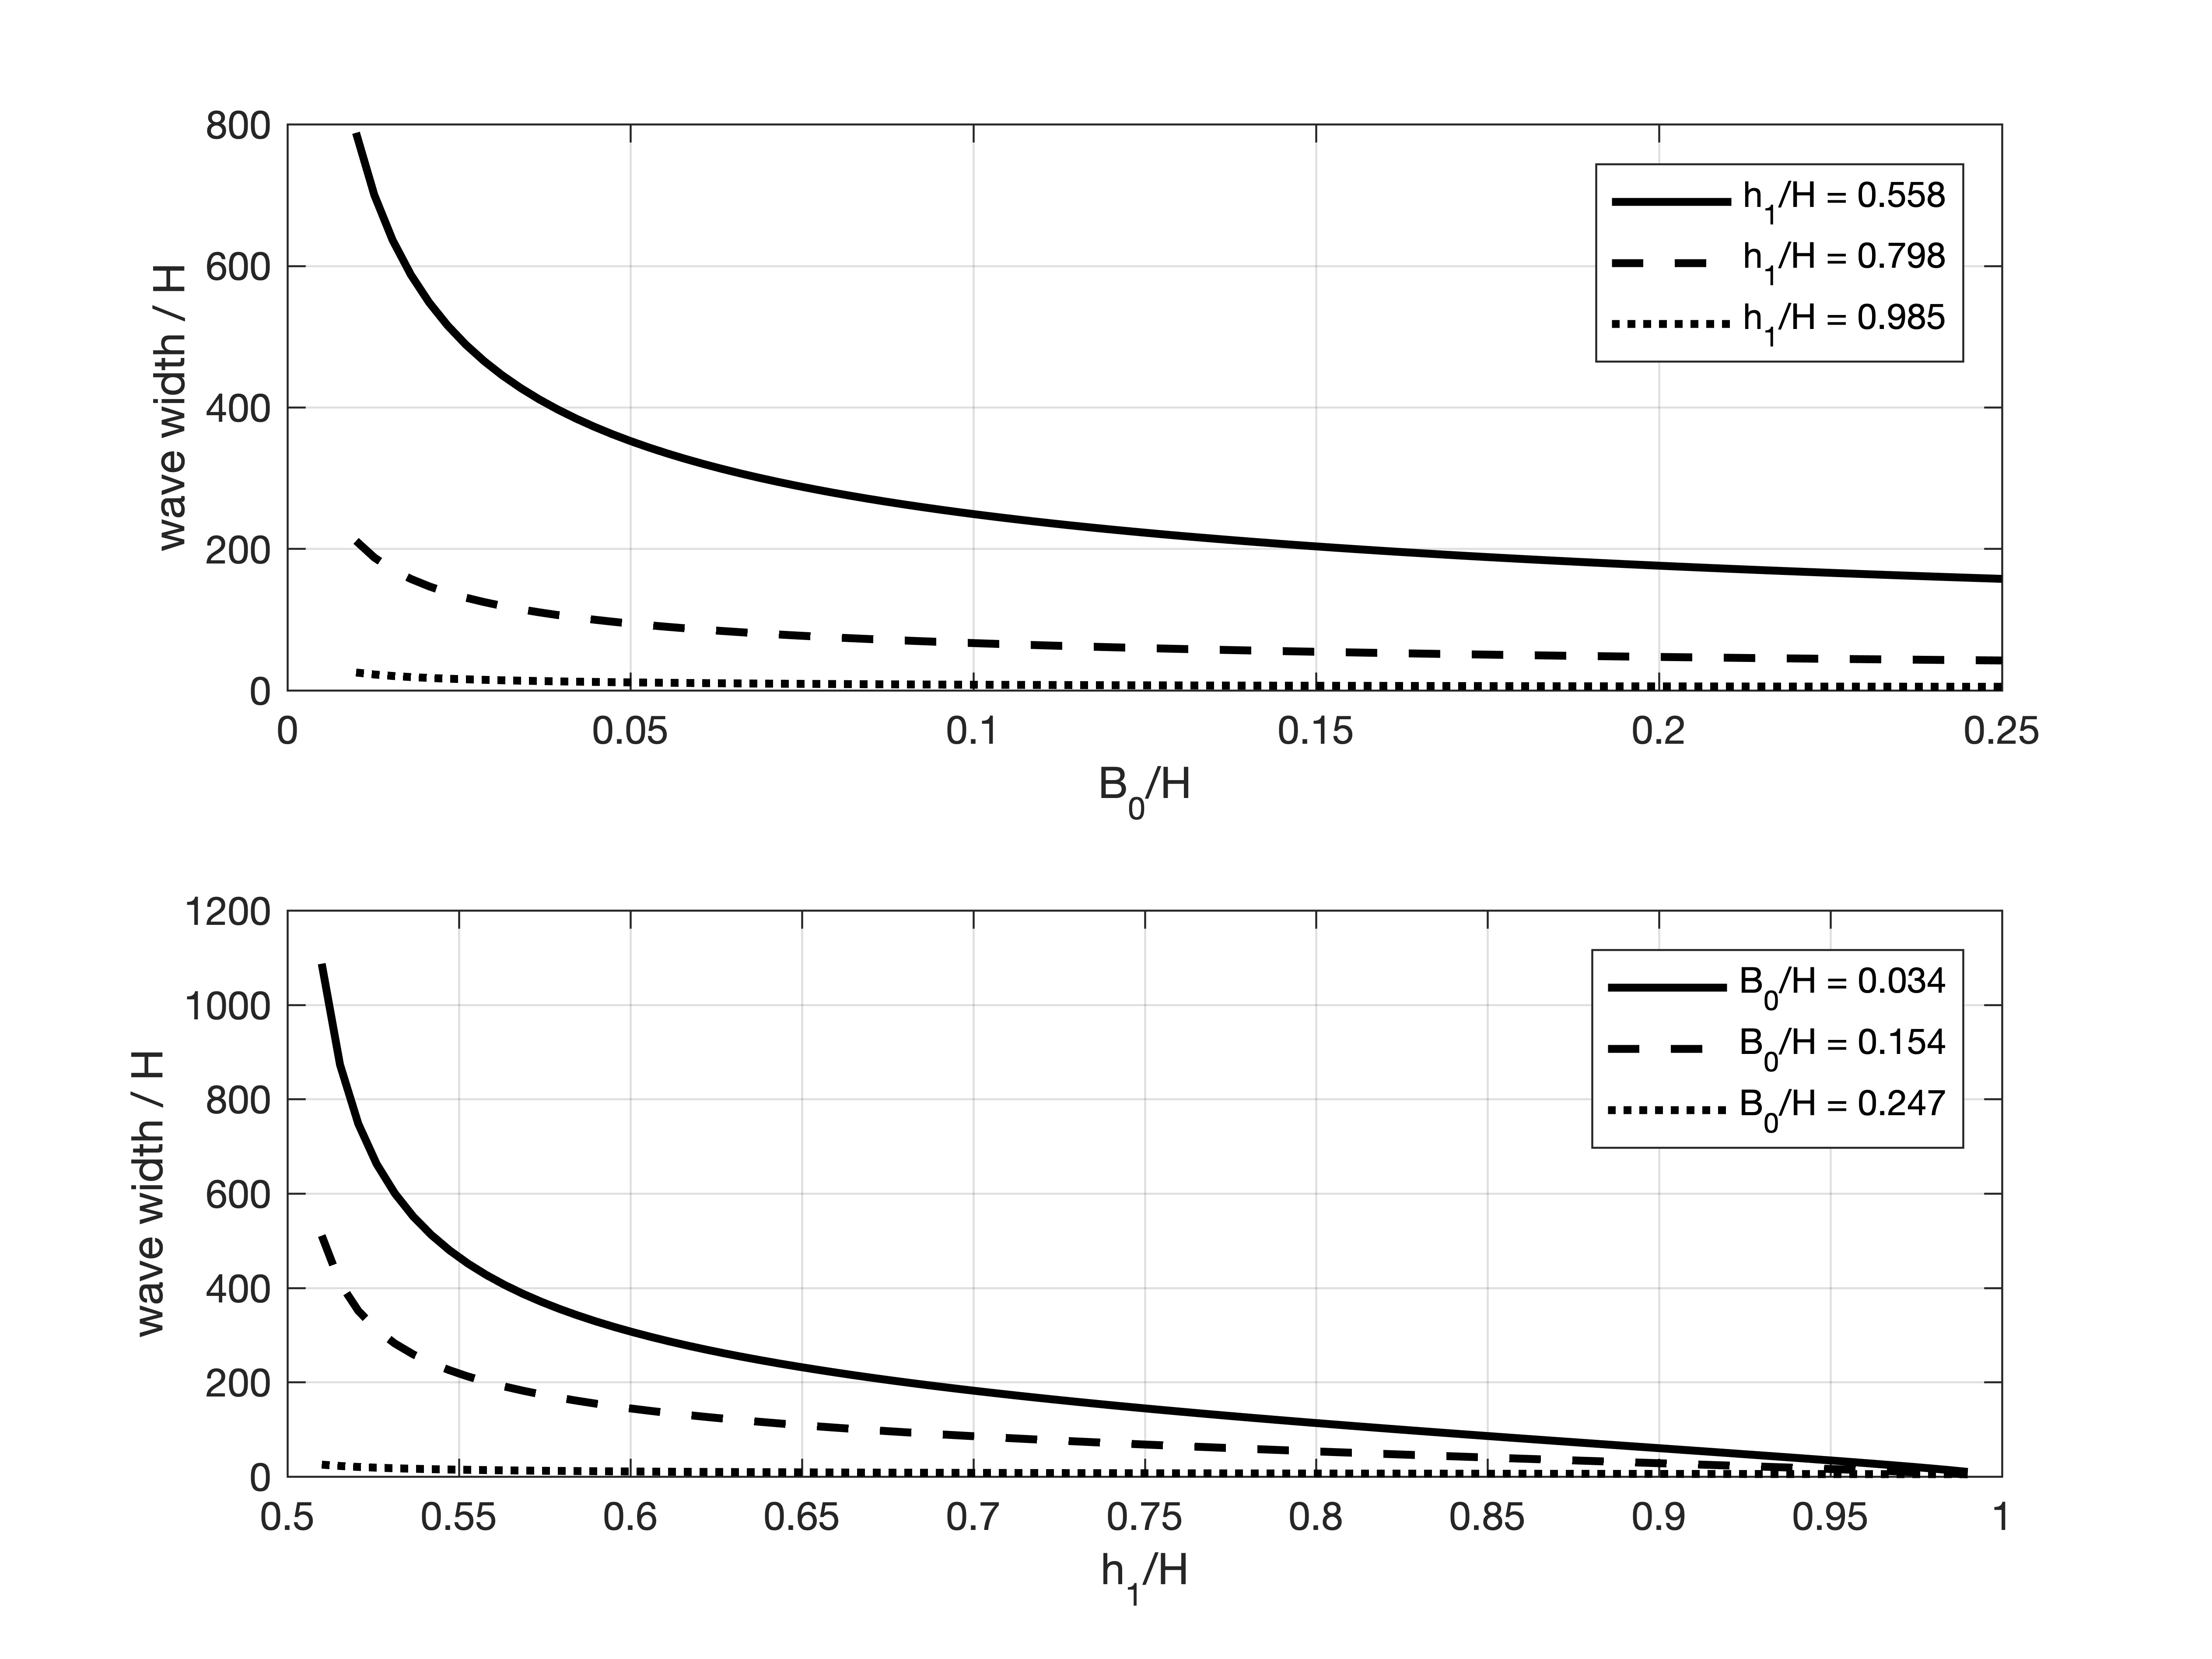 800
600
400
200
0
wave width / H
h₁/H = 0.558
h₁/H = 0.798
h₁/H = 0.985
0 0.05 0.1 0.15 0.2 0.25
B₀/H
1200
1000
800
600
400
200
0
wave width / H
B₀/H = 0.034
B₀/H = 0.154
B₀/H = 0.247
0.5 0.55 0.6 0.65 0.7 0.75 0.8 0.85 0.9 0.95 1
h₁/H